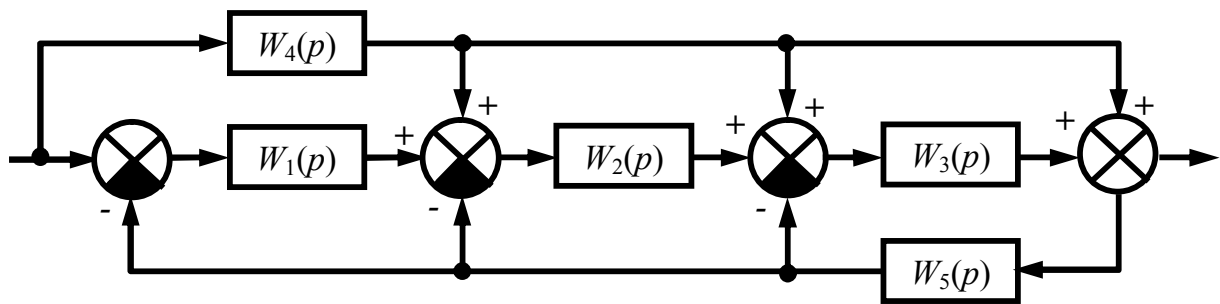 W₄(p)
+ + +
+ + + W₁(p) W₂(p) W₃(p)
- - -
W₅(p)